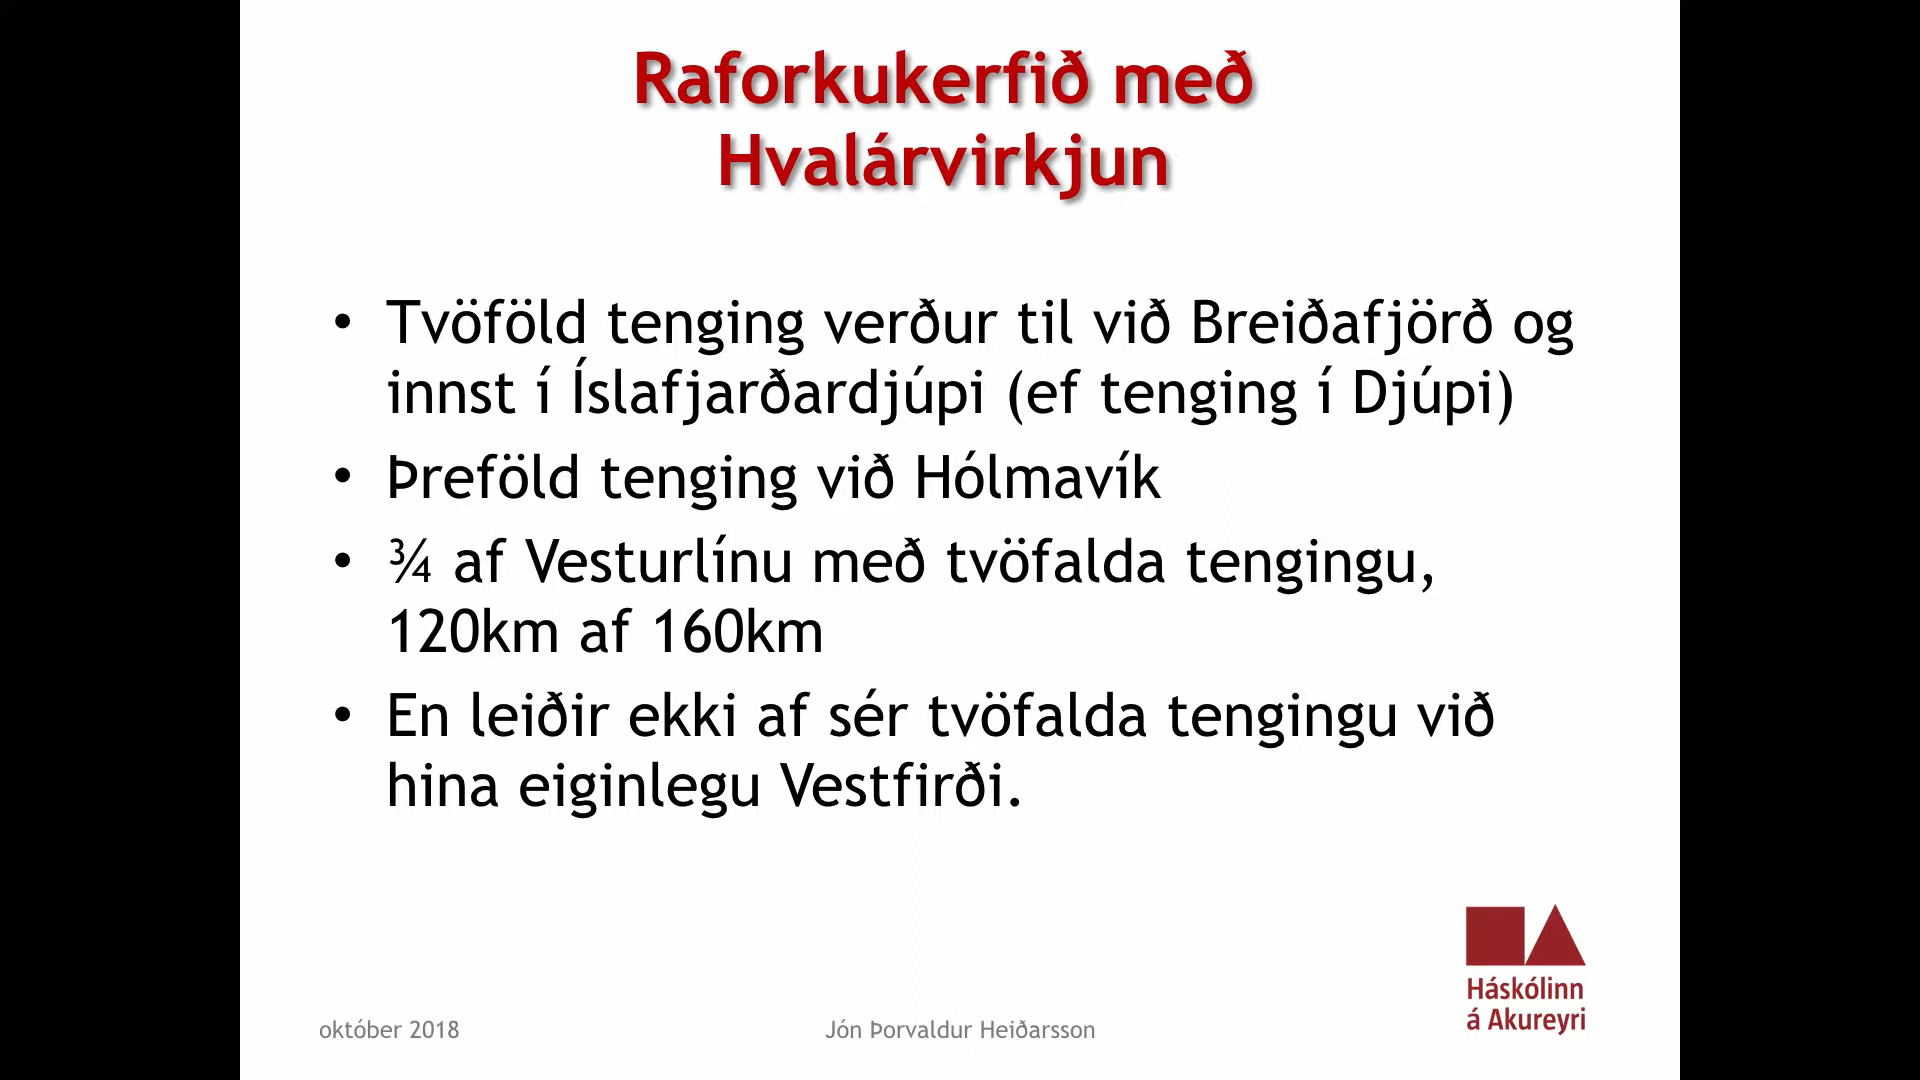 Raforkukerfið með
Hvalárvirkjun
• Tvöföld tenging verður til við Breiðafjörð og
innst í Íslafjarðardjúpi (ef tenging í Djúpi)
• Þreföld tenging við Hólmavík
• ¾ af Vesturlínu með tvöfalda tengingu,
120km af 160km
• En leiðir ekki af sér tvöfalda tengingu við
hina eiginlegu Vestfirði.
Háskólinn
á Akureyri
október 2018
Jón Þorvaldur Heiðarsson